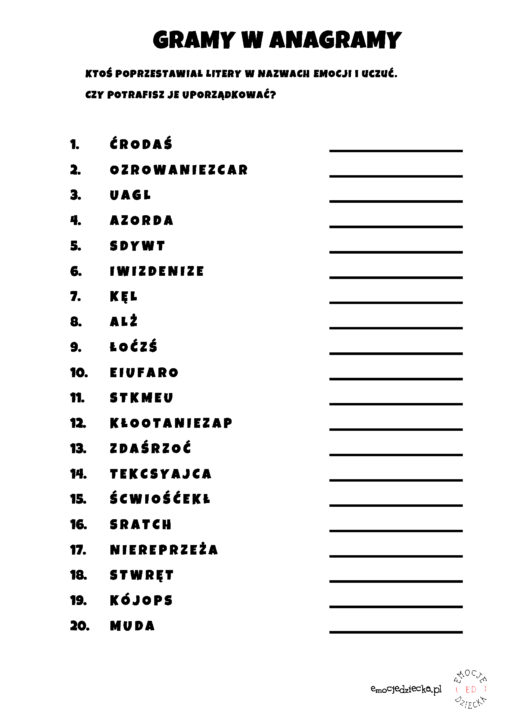 GRAMY W ANAGRAMY
KTOŚ POPRZESTAWIAŁ LITERY W NAZWACH EMOCJI I UCZUĆ.
CZY POTRAFISZ JE UPORZĄDKOWAĆ?
1. ĆRODAŚ
2. OZROWANIEZCAR
3. UAGL
4. AZORDA
5. SDYWT
6. IWIZDENIZE
7. KĘL
8. ALŻ
9. ŁOĆZŚ
10. EIUFARO
11. STKMEU
12. KŁOOTANIEZAP
13. ZDAŚRZOĆ
14. TEKCSYAJCA
15. ŚCWIOŚĆEKŁ
16. SRATCH
17. NIEREPRZEŻA
18. STWRĘT
19. KÓJOPS
20. MUDA
emocjedziecka.pl
EMOCJE
ED
DZIECKA